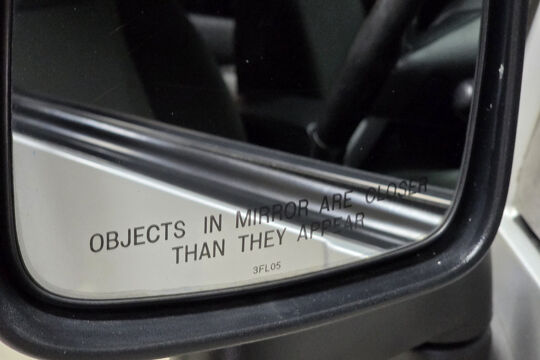 OBJECTS IN MIRROR ARE CLOSER
THAN THEY APPEAR
3FL05